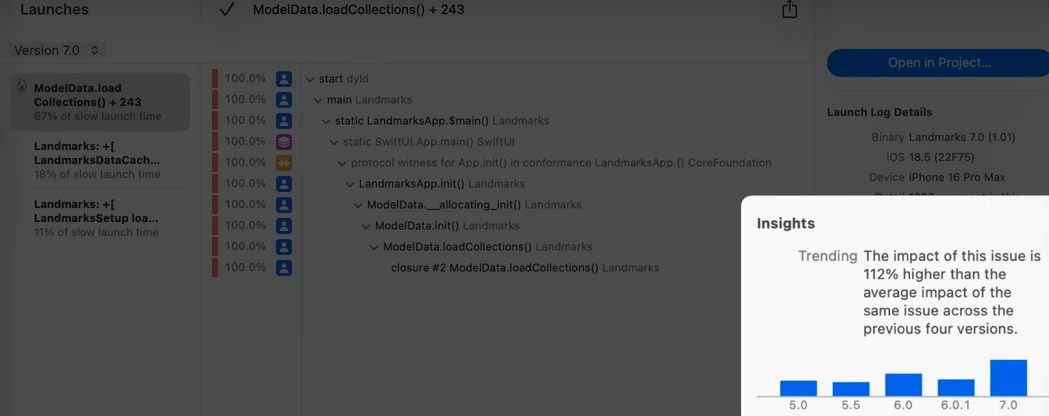 Launches
ModelData.loadCollections() + 243
Version 7.0
ModelData.load
Collections() + 243
67% of slow launch time
Landmarks: +[
LandmarksDataCach...
18% of slow launch time
Landmarks: +[
LandmarksSetup loa...
11% of slow launch time
100.0% start dyld
100.0% main Landmarks
100.0% static LandmarksApp.$main() Landmarks
100.0% static SwiftUI.App.main() SwiftUI
100.0% protocol witness for App.init() in conformance LandmarksApp () CoreFoundation
100.0% LandmarksApp.init() Landmarks
100.0% ModelData.__allocating_init() Landmarks
100.0% ModelData.init() Landmarks
100.0% ModelData.loadCollections() Landmarks
100.0% closure #2 ModelData.loadCollections() Landmarks
Open in Project...
Launch Log Details
Binary Landmarks 7.0 (1.01)
iOS 18.5 (22F75)
Device iPhone 16 Pro Max
Insights
Trending The impact of this issue is
112% higher than the
average impact of the
same issue across the
previous four versions.
5.0 5.5 6.0 6.0.1 7.0